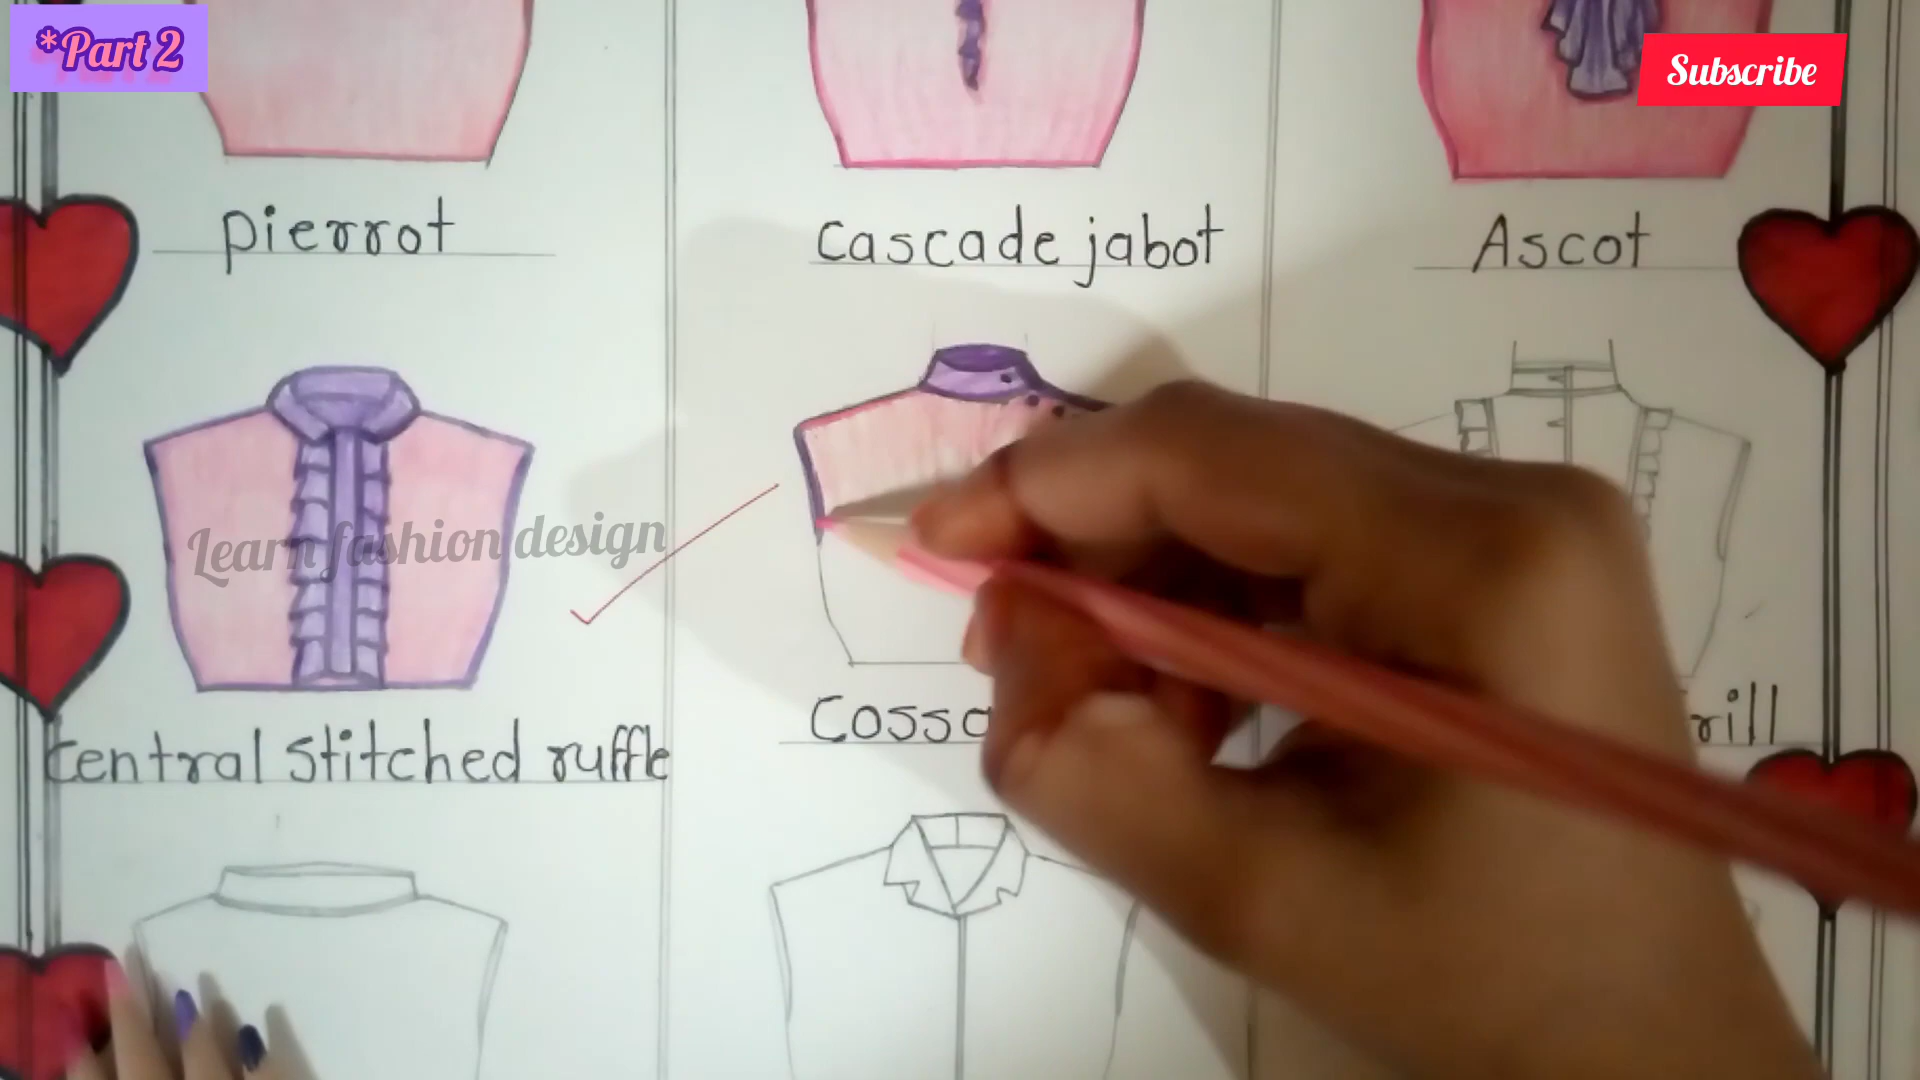 *Part 2
Subscribe
pierrot
Cascade jabot
Ascot
Learn fashion design
Central Stitched ruffle